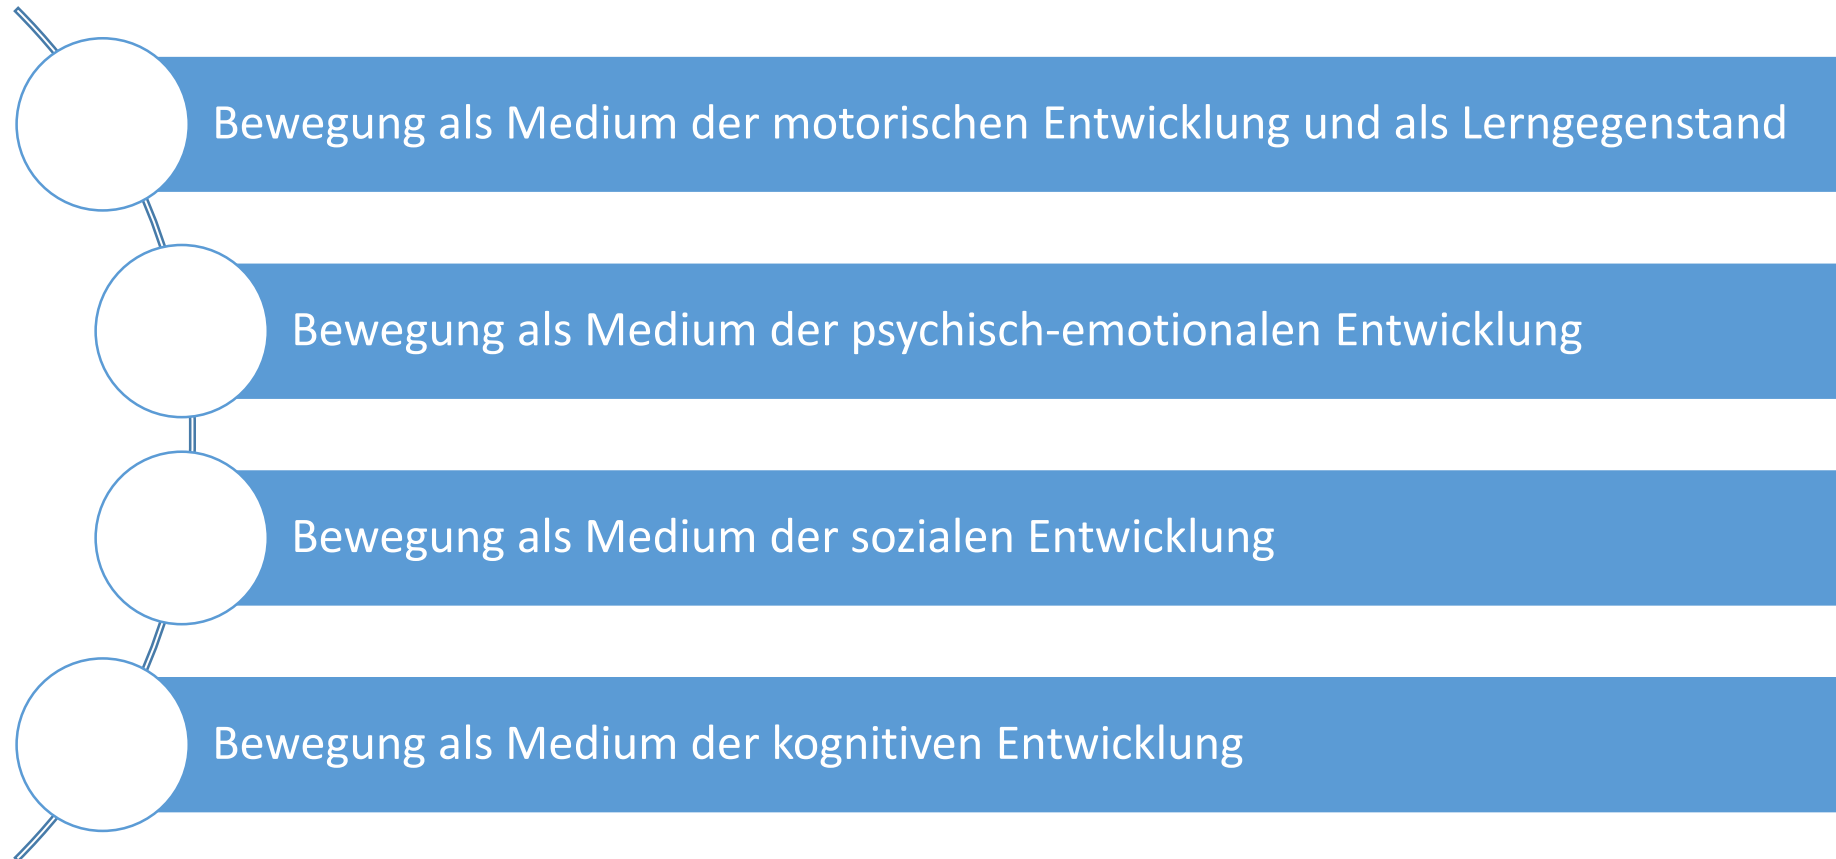 Bewegung als Medium der motorischen Entwicklung und als Lerngegenstand
Bewegung als Medium der psychisch-emotionalen Entwicklung
Bewegung als Medium der sozialen Entwicklung
Bewegung als Medium der kognitiven Entwicklung